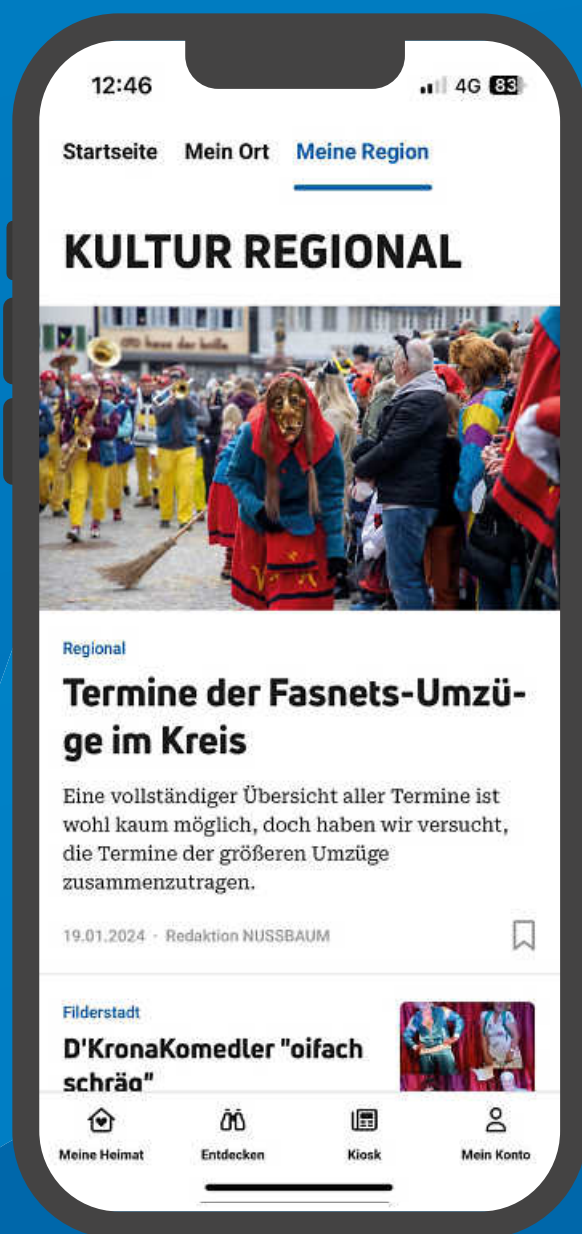 12:46
4G 83
Startseite Mein Ort Meine Region
KULTUR REGIONAL
Regional
Termine der Fasnets-Umzü-
ge im Kreis
Eine vollständiger Übersicht aller Termine ist
wohl kaum möglich, doch haben wir versucht,
die Termine der größeren Umzüge
zusammenzutragen.
19.01.2024 · Redaktion NUSSBAUM
Filderstadt
D'KronaKomedler "oifach
schräg"
Meine Heimat Entdecken Kiosk Mein Konto